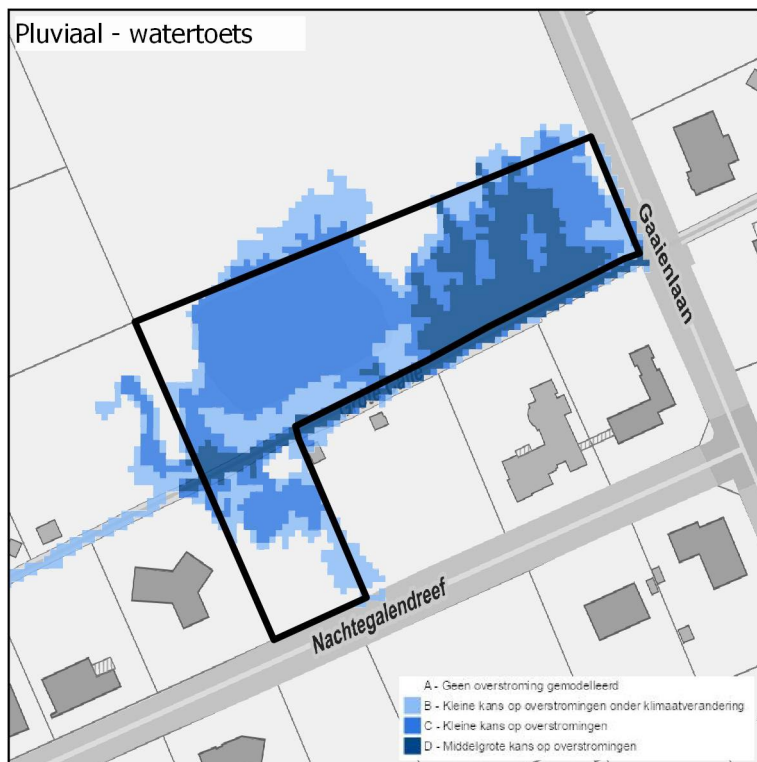 Pluviaal - watertoets
Gaaienlaan
Nachtegalendreef
A - Geen overstroming gemodelleerd
B - Kleine kans op overstromingen onder klimaatverandering
C - Kleine kans op overstromingen
D - Middelgrote kans op overstromingen